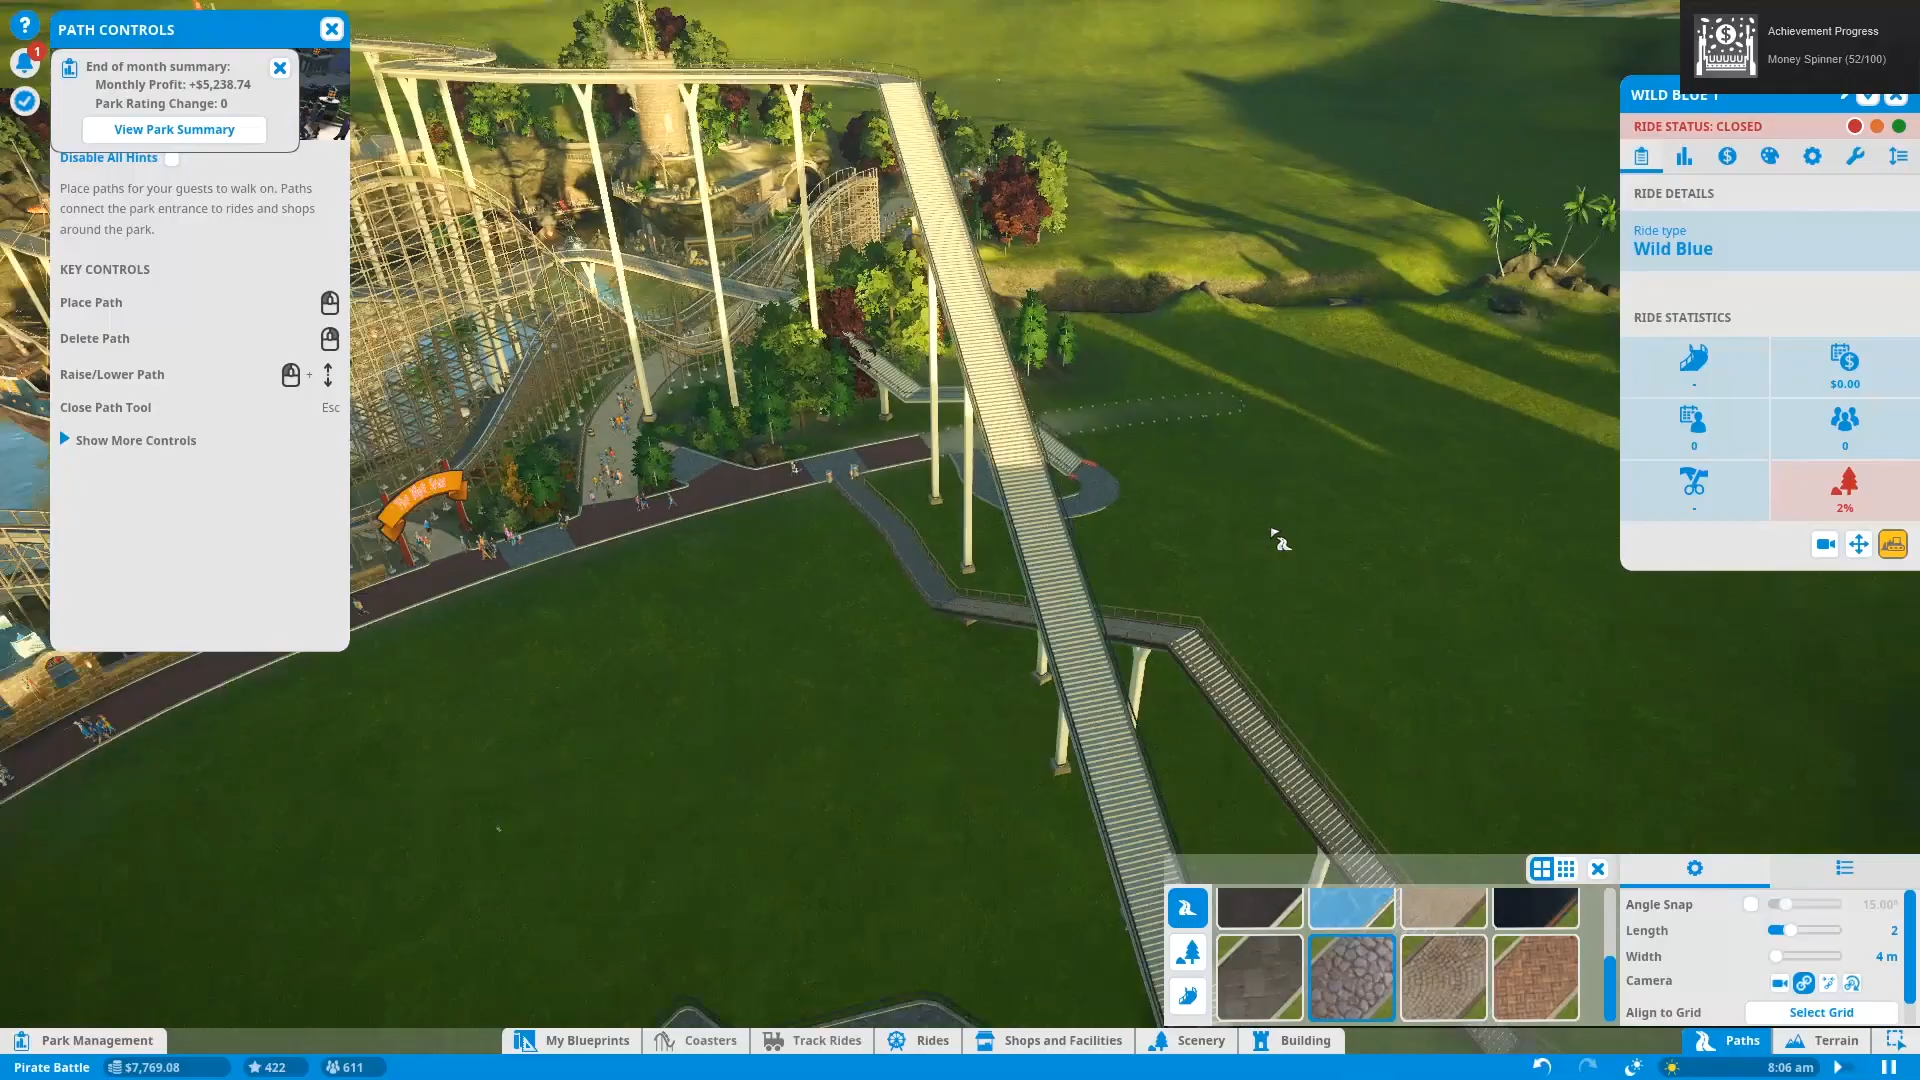 ?
PATH CONTROLS
1
End of month summary:
Monthly Profit: +$5,238.74
Park Rating Change: 0
View Park Summary
Disable All Hints
Place paths for your guests to walk on. Paths
connect the park entrance to rides and shops
around the park.
KEY CONTROLS
Place Path
Delete Path
Raise/Lower Path
+
Close Path Tool
Esc
Show More Controls
Achievement Progress
Money Spinner (52/100)
WILD BLUE 1
RIDE STATUS: CLOSED
RIDE DETAILS
Ride type
Wild Blue
RIDE STATISTICS
-
$0.00
0
0
-
2%
Angle Snap
15.00°
Length
2
Width
4 m
Camera
Align to Grid
Select Grid
Park Management
My Blueprints
Coasters
Track Rides
Rides
Shops and Facilities
Scenery
Building
Paths
Terrain
Pirate Battle
$7,769.08
422
611
8:06 am